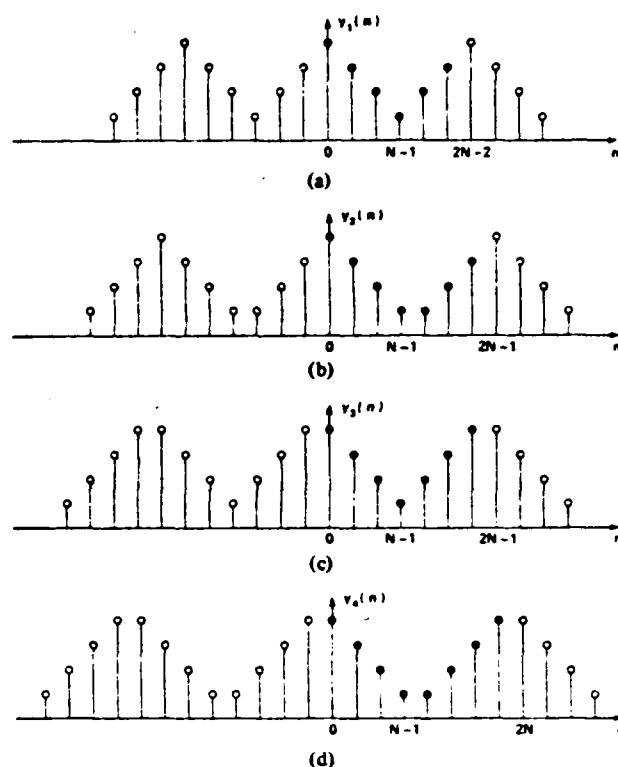 y₁(n)
0 N-1 2N-2 n
(a)
y₂(n)
0 N-1 2N-1 n
(b)
y₃(n)
0 N-1 2N-1 n
(c)
y₄(n)
0 N-1 2N
(d)